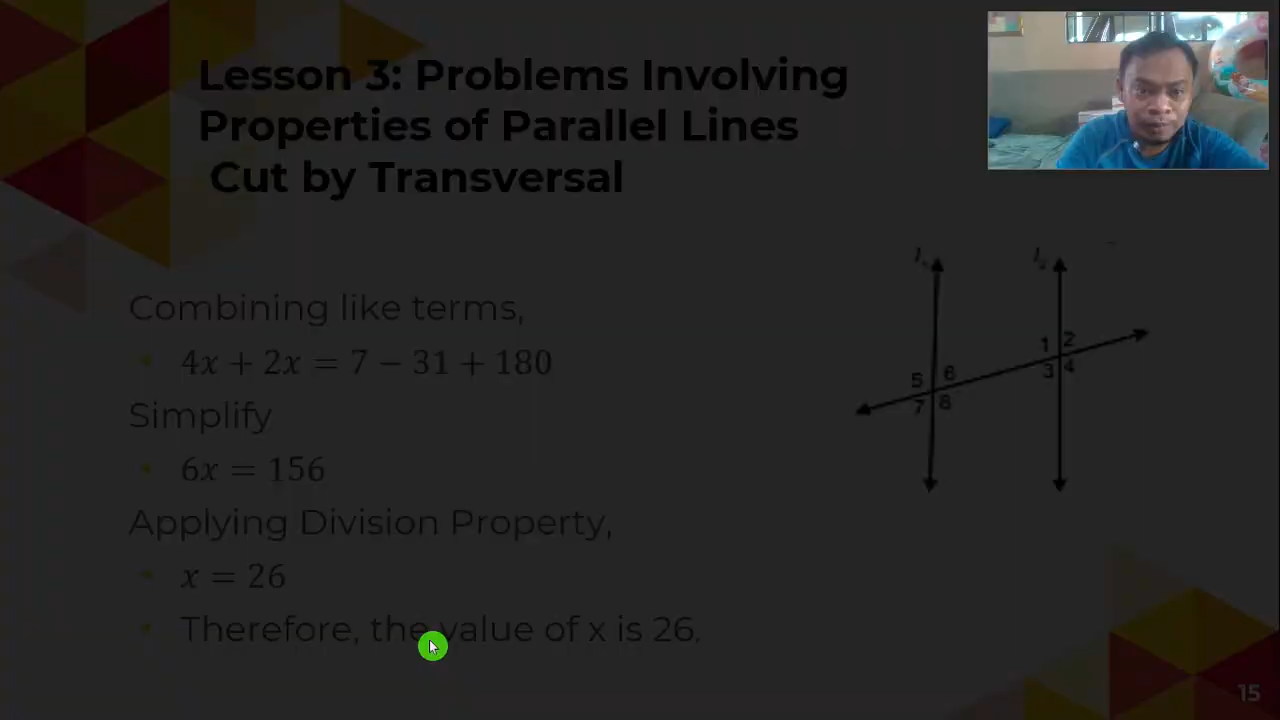 Lesson 3: Problems Involving
Properties of Parallel Lines
Cut by Transversal
Combining like terms,
4x + 2x = 7 − 31 + 180
Simplify
6x = 156
Applying Division Property,
x = 26
Therefore, the value of x is 26.
1 2
3 4
5 6
7 8
15